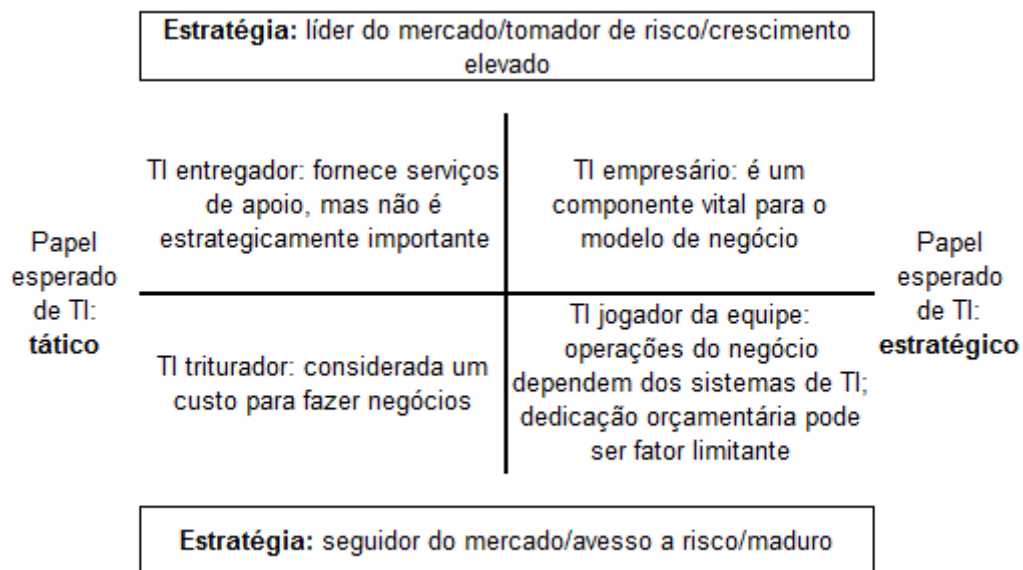 Estratégia: líder do mercado/tomador de risco/crescimento
elevado
TI entregador: fornece serviços
de apoio, mas não é
estrategicamente importante
TI empresário: é um
componente vital para o
modelo de negócio
Papel
esperado
de TI:
tático
Papel
esperado
de TI:
estratégico
TI triturador: considerada um
custo para fazer negócios
TI jogador da equipe:
operações do negócio
dependem dos sistemas de TI;
dedicação orçamentária pode
ser fator limitante
Estratégia: seguidor do mercado/avesso a risco/maduro